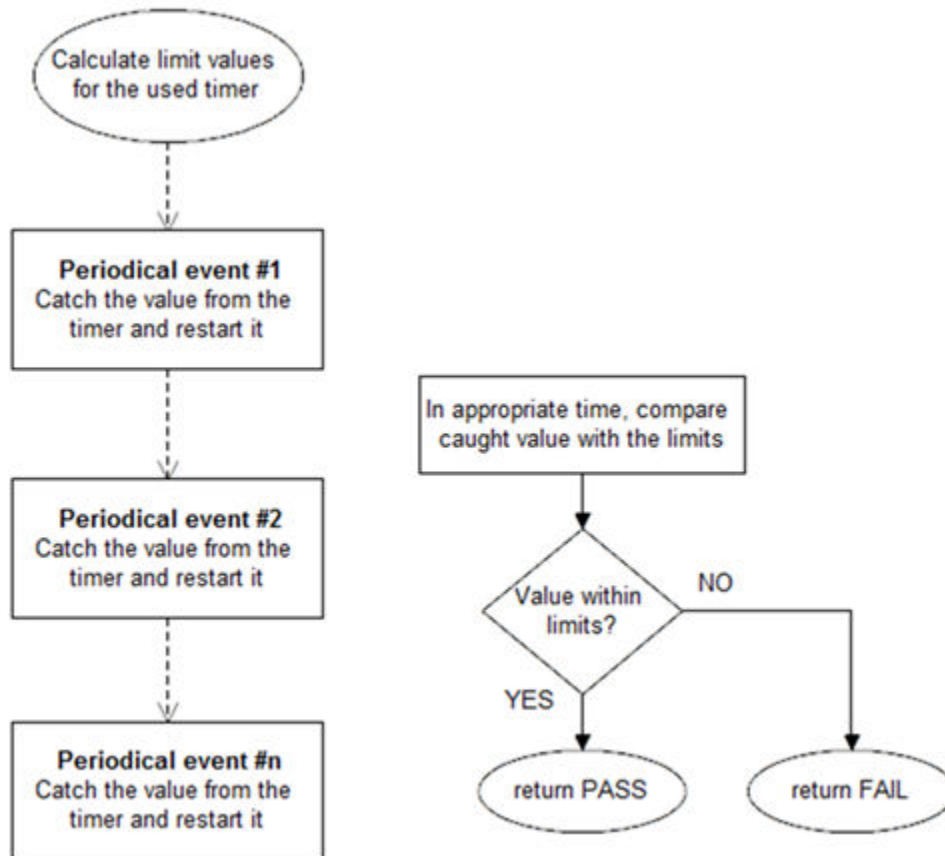 Calculate limit values
for the used timer
Periodical event #1
Catch the value from the
timer and restart it
Periodical event #2
Catch the value from the
timer and restart it
Periodical event #n
Catch the value from the
timer and restart it
In appropriate time, compare
caught value with the limits
Value within
limits?
NO
YES
return PASS
return FAIL